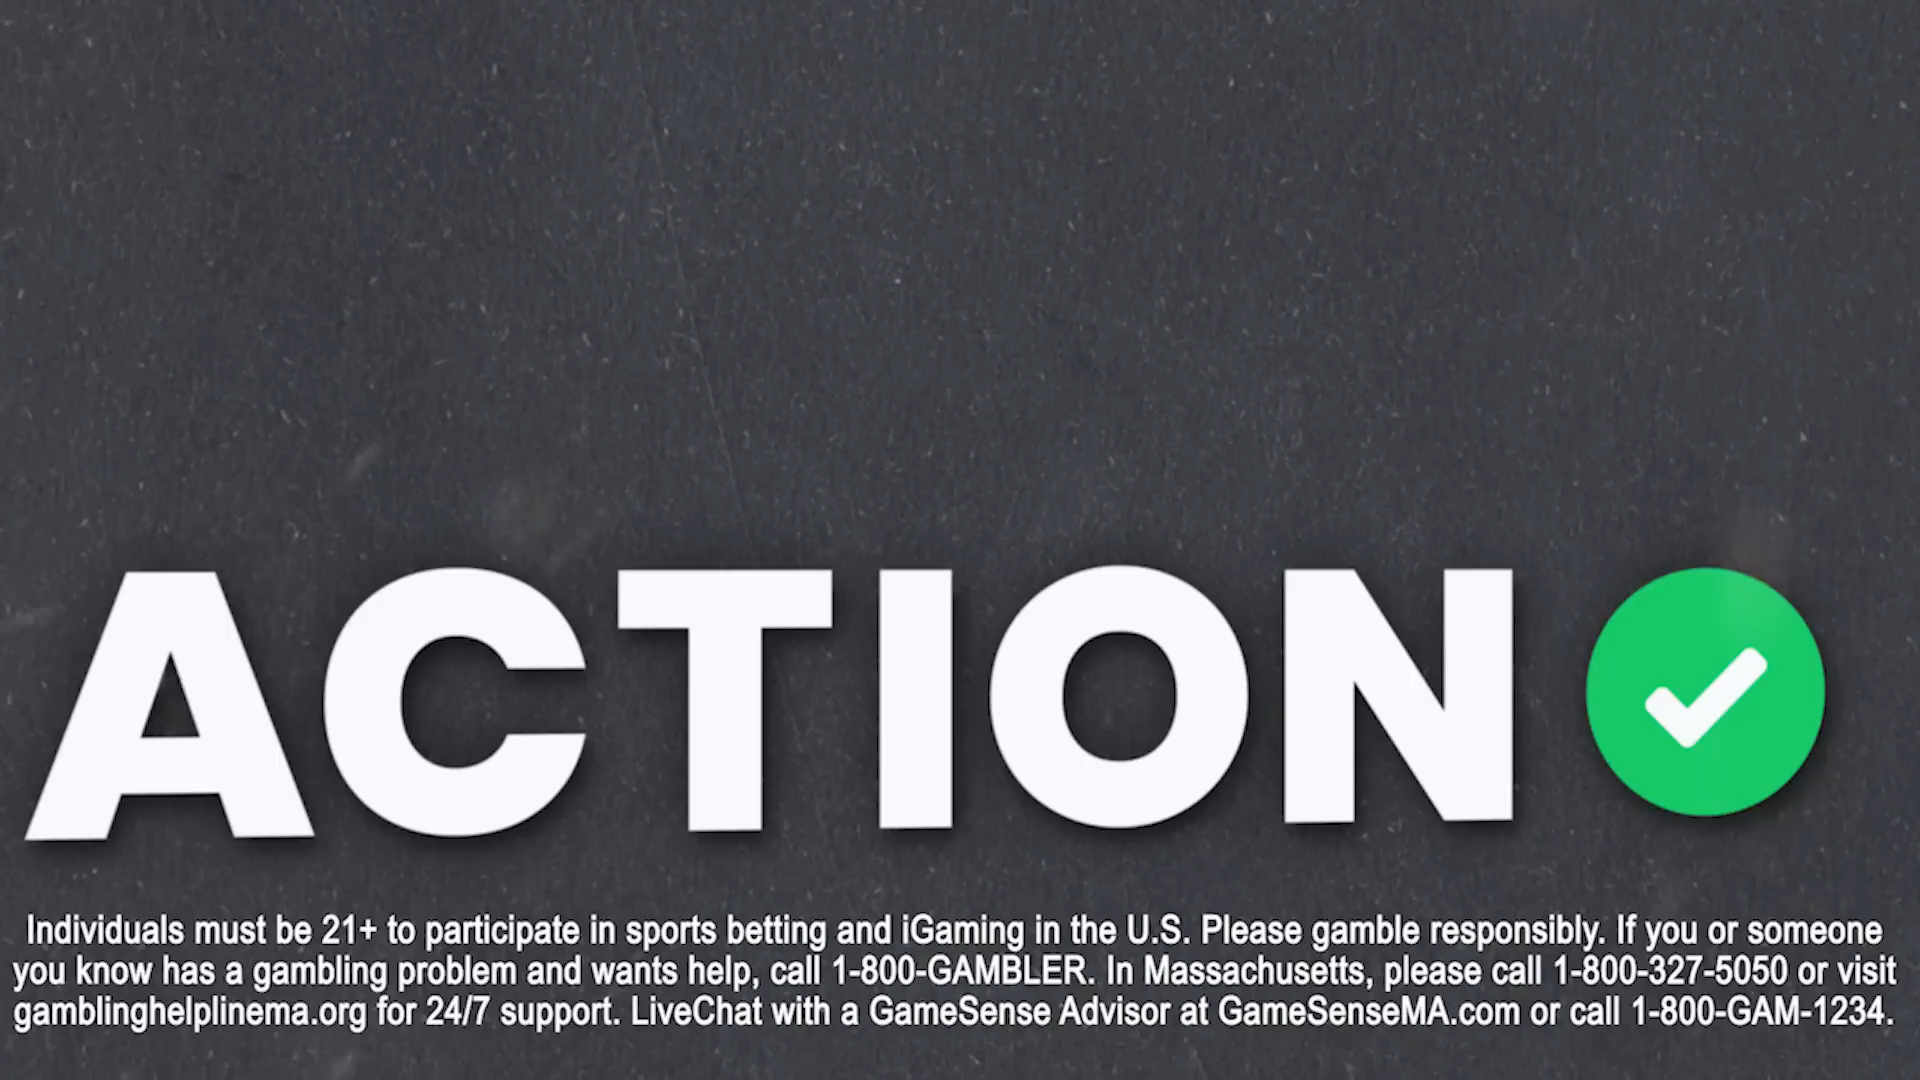 ACTION
Individuals must be 21+ to participate in sports betting and iGaming in the U.S. Please gamble responsibly. If you or someone
you know has a gambling problem and wants help, call 1-800-GAMBLER. In Massachusetts, please call 1-800-327-5050 or visit
gamblinghelplinema.org for 24/7 support. LiveChat with a GameSense Advisor at GameSenseMA.com or call 1-800-GAM-1234.